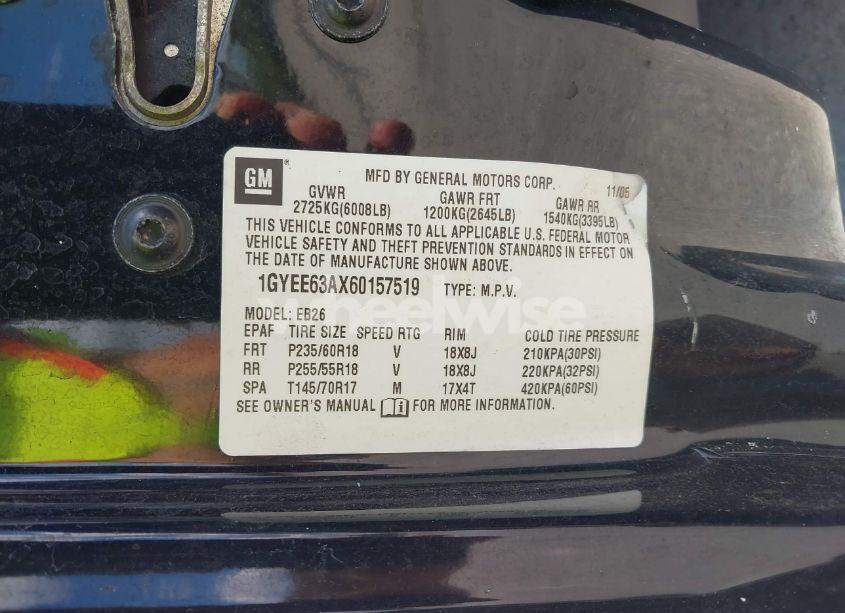 GM ® MFD BY GENERAL MOTORS CORP. 11/05
GVWR GAWR FRT GAWR RR
2725KG(6008LB) 1200KG(2645LB) 1540KG(3395LB)
THIS VEHICLE CONFORMS TO ALL APPLICABLE U.S. FEDERAL MOTOR
VEHICLE SAFETY AND THEFT PREVENTION STANDARDS IN EFFECT ON
THE DATE OF MANUFACTURE SHOWN ABOVE.
1GYEE63AX60157519 TYPE: M.P.V.
wheelwise
MODEL: EB26
EPAF TIRE SIZE SPEED RTG RIM COLD TIRE PRESSURE
FRT P235/60R18 V 18X8J 210KPA(30PSI)
RR P255/55R18 V 18X8J 220KPA(32PSI)
SPA T145/70R17 M 17X4T 420KPA(60PSI)
SEE OWNER'S MANUAL i FOR MORE INFORMATION.